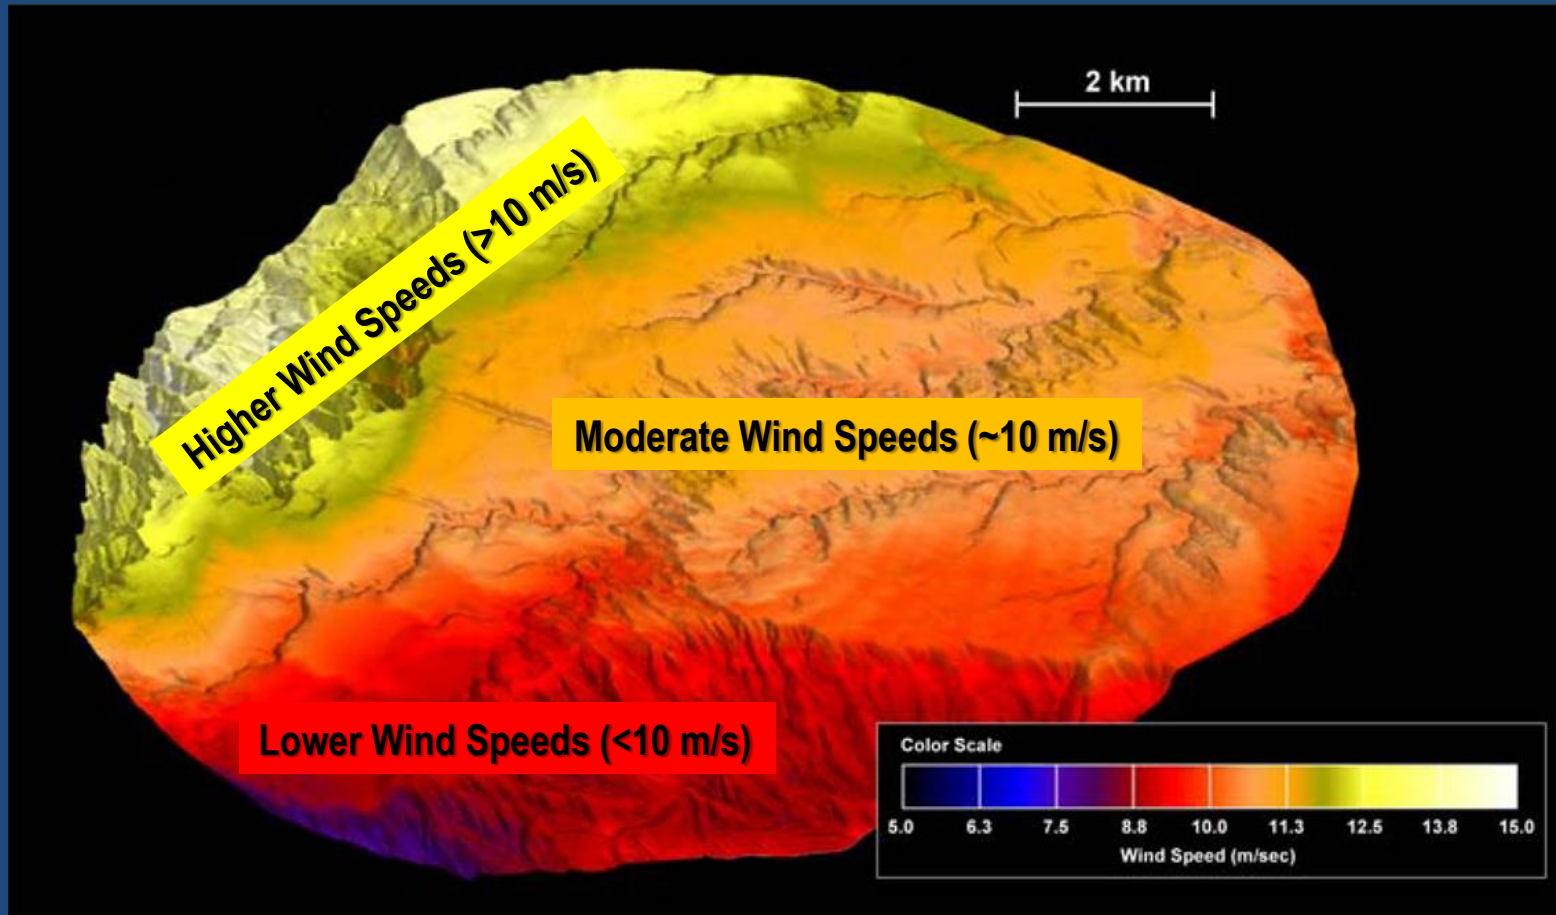 2 km
Higher Wind Speeds (>10 m/s)
Moderate Wind Speeds (~10 m/s)
Lower Wind Speeds (<10 m/s)
Color Scale
5.0 6.3 7.5 8.8 10.0 11.3 12.5 13.8 15.0
Wind Speed (m/sec)